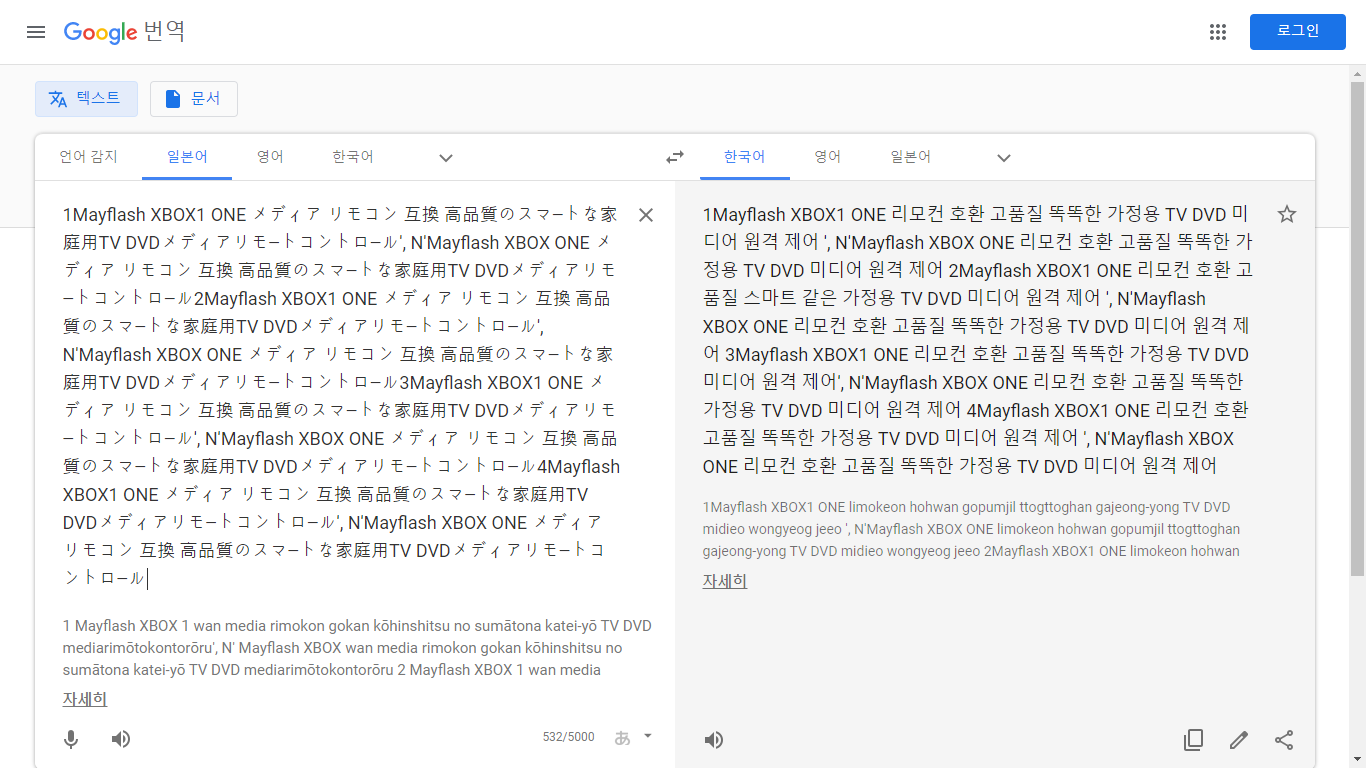 Google 번역
로그인
텍스트
문서
언어 감지 일본어 영어 한국어
한국어 영어 일본어
1Mayflash XBOX1 ONE メディア リモコン 互換 高品質のスマートな家
庭用TV DVDメディアリモートコントロール', N'Mayflash XBOX ONE メ
ディア リモコン 互換 高品質のスマートな家庭用TV DVDメディアリモ
ートコントロール2Mayflash XBOX1 ONE メディア リモコン 互換 高品
質のスマートな家庭用TV DVDメディアリモートコントロール',
N'Mayflash XBOX ONE メディア リモコン 互換 高品質のスマートな家
庭用TV DVDメディアリモートコントロール3Mayflash XBOX1 ONE メ
ディア リモコン 互換 高品質のスマートな家庭用TV DVDメディアリモ
ートコントロール', N'Mayflash XBOX ONE メディア リモコン 互換 高品
質のスマートな家庭用TV DVDメディアリモートコントロール4Mayflash
XBOX1 ONE メディア リモコン 互換 高品質のスマートな家庭用TV
DVDメディアリモートコントロール', N'Mayflash XBOX ONE メディア
リモコン 互換 高品質のスマートな家庭用TV DVDメディアリモートコ
ントロール
1 Mayflash XBOX 1 wan media rimokon gokan kōhinshitsu no sumātona katei-yō TV DVD
mediarimōtokontorōru', N' Mayflash XBOX wan media rimokon gokan kōhinshitsu no
sumātona katei-yō TV DVD mediarimōtokontorōru 2 Mayflash XBOX 1 wan media
자세히
532/5000
あ
1Mayflash XBOX1 ONE 리모컨 호환 고품질 똑똑한 가정용 TV DVD 미
디어 원격 제어 ', N'Mayflash XBOX ONE 리모컨 호환 고품질 똑똑한 가
정용 TV DVD 미디어 원격 제어 2Mayflash XBOX1 ONE 리모컨 호환 고
품질 스마트 같은 가정용 TV DVD 미디어 원격 제어 ', N'Mayflash
XBOX ONE 리모컨 호환 고품질 똑똑한 가정용 TV DVD 미디어 원격 제
어 3Mayflash XBOX1 ONE 리모컨 호환 고품질 똑똑한 가정용 TV DVD
미디어 원격 제어', N'Mayflash XBOX ONE 리모컨 호환 고품질 똑똑한
가정용 TV DVD 미디어 원격 제어 4Mayflash XBOX1 ONE 리모컨 호환
고품질 똑똑한 가정용 TV DVD 미디어 원격 제어 ', N'Mayflash XBOX
ONE 리모컨 호환 고품질 똑똑한 가정용 TV DVD 미디어 원격 제어
1Mayflash XBOX1 ONE limokeon hohwan gopumjil ttogttoghan gajeong-yong TV DVD
midieo wongyeog jeeo ', N'Mayflash XBOX ONE limokeon hohwan gopumjil ttogttoghan
gajeong-yong TV DVD midieo wongyeog jeeo 2Mayflash XBOX1 ONE limokeon hohwan
자세히